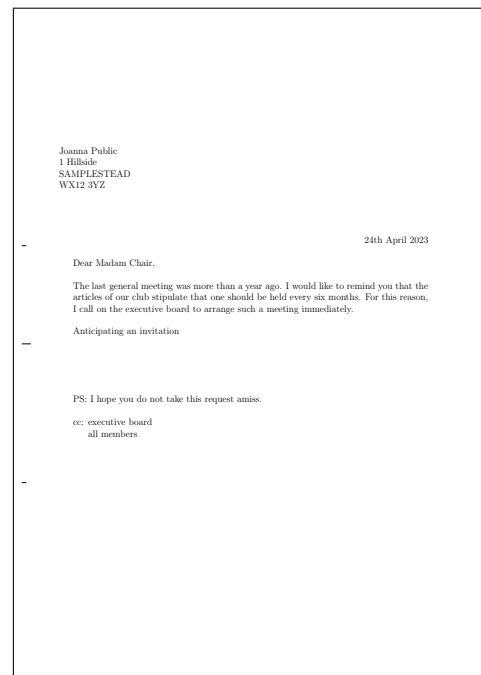 Joanna Public
1 Hillside
SAMPLESTEAD
WX12 3YZ
24th April 2023
Dear Madam Chair,
The last general meeting was more than a year ago. I would like to remind you that the
articles of our club stipulate that one should be held every six months. For this reason,
I call on the executive board to arrange such a meeting immediately.
Anticipating an invitation
PS: I hope you do not take this request amiss.
cc: executive board
all members